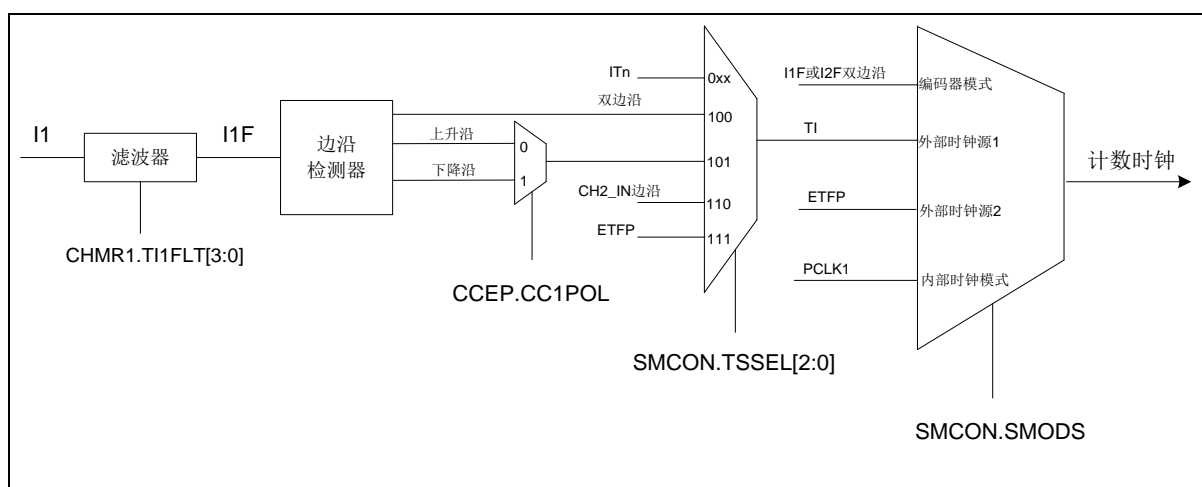 I1
滤波器
I1F
CHMR1.TI1FLT[3:0]
边沿
检测器
双边沿
上升沿
下降沿
0
1
CCEP.CC1POL
ITn
CH2_IN边沿
ETFP
0xx
100
101
110
111
SMCON.TSSEL[2:0]
I1F或I2F双边沿
TI
ETFP
PCLK1
编码器模式
外部时钟源1
外部时钟源2
内部时钟模式
SMCON.SMODS
计数时钟